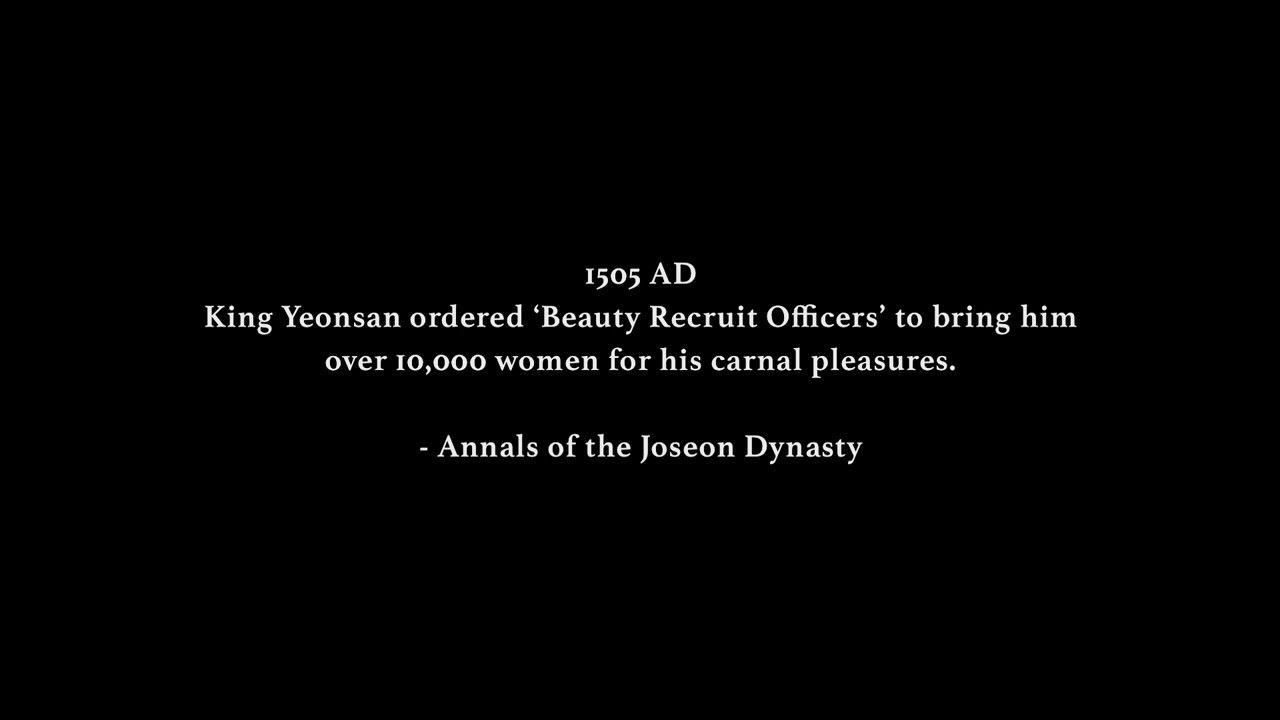 1505 AD
King Yeonsan ordered ‘Beauty Recruit Officers’ to bring him
over 10,000 women for his carnal pleasures.
- Annals of the Joseon Dynasty